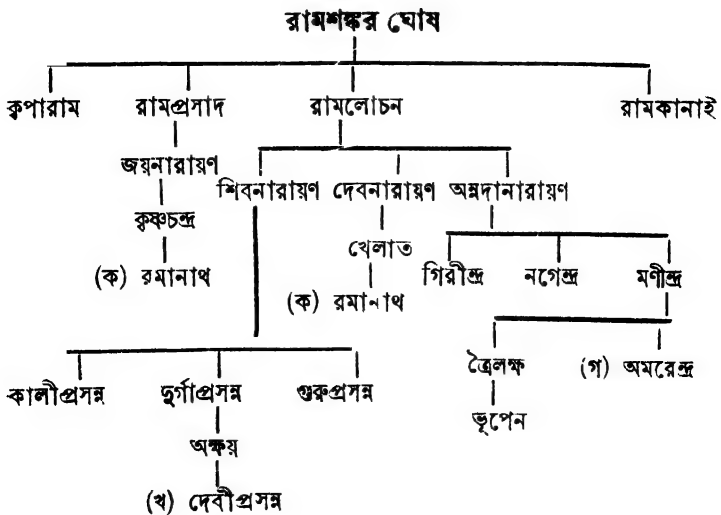 রামশঙ্কর ঘোষ
কৃপারাম রামপ্রসাদ রামলোচন রামকানাই
জয়নারায়ণ
শিবনারায়ণ দেবনারায়ণ অন্নদানারায়ণ
কৃষ্ণচন্দ্র
খেলাত
(ক) রমানাথ
গিরীন্দ্র নগেন্দ্র মণীন্দ্র
(ক) রমানাথ
ত্রৈলক্ষ (গ) অমরেন্দ্র
কালীপ্রসন্ন দুর্গাপ্রসন্ন গুরুপ্রসন্ন
ভূপেন
অক্ষয়
(খ) দেবীপ্রসন্ন